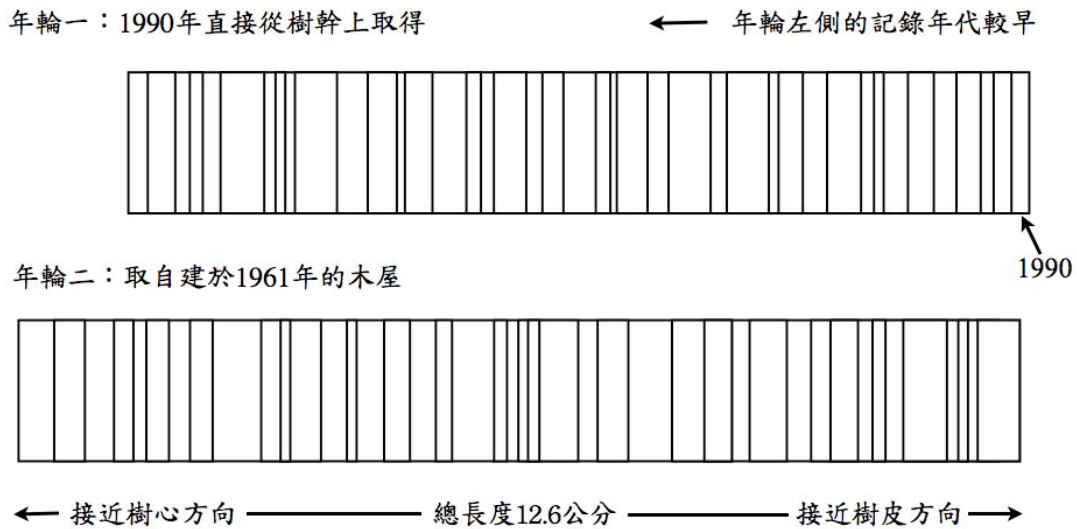 年輪一：1990年直接從樹幹上取得
← 年輪左側的記錄年代較早
1990
年輪二：取自建於1961年的木屋
← 接近樹心方向 —— 總長度12.6公分 —— 接近樹皮方向 →